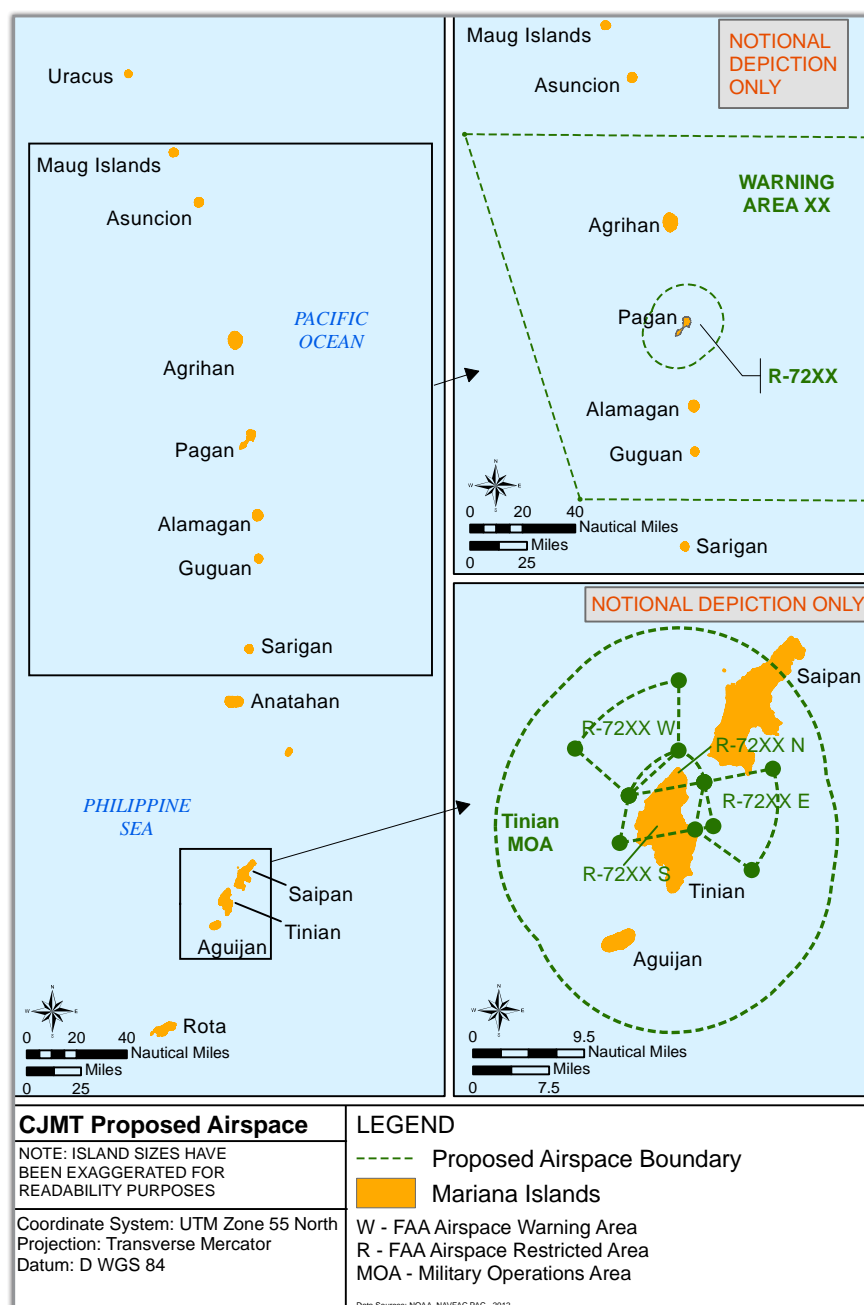 Uracus
Maug Islands
Asuncion
PACIFIC
OCEAN
Agrihan
Pagan
Alamagan
Guguan
Sarigan
Anatahan
PHILIPPINE
SEA
Saipan
Tinian
Aguijan
Rota
N
W E
S
0 20 40
Nautical Miles
Miles
0 25
Maug Islands
NOTIONAL
DEPICTION
ONLY
Asuncion
WARNING
AREA XX
Agrihan
Pagan
R-72XX
Alamagan
Guguan
N
W E
S
0 20 40
Nautical Miles
Miles
0 25
Sarigan
NOTIONAL DEPICTION ONLY
Saipan
R-72XX W
R-72XX N
R-72XX E
Tinian
MOA
R-72XX S
Tinian
Aguijan
N
W E
S
0 9.5
Nautical Miles
Miles
0 7.5
CJMT Proposed Airspace
NOTE: ISLAND SIZES HAVE
BEEN EXAGGERATED FOR
READABILITY PURPOSES
Coordinate System: UTM Zone 55 North
Projection: Transverse Mercator
Datum: D WGS 84
LEGEND
Proposed Airspace Boundary
Mariana Islands
W - FAA Airspace Warning Area
R - FAA Airspace Restricted Area
MOA - Military Operations Area